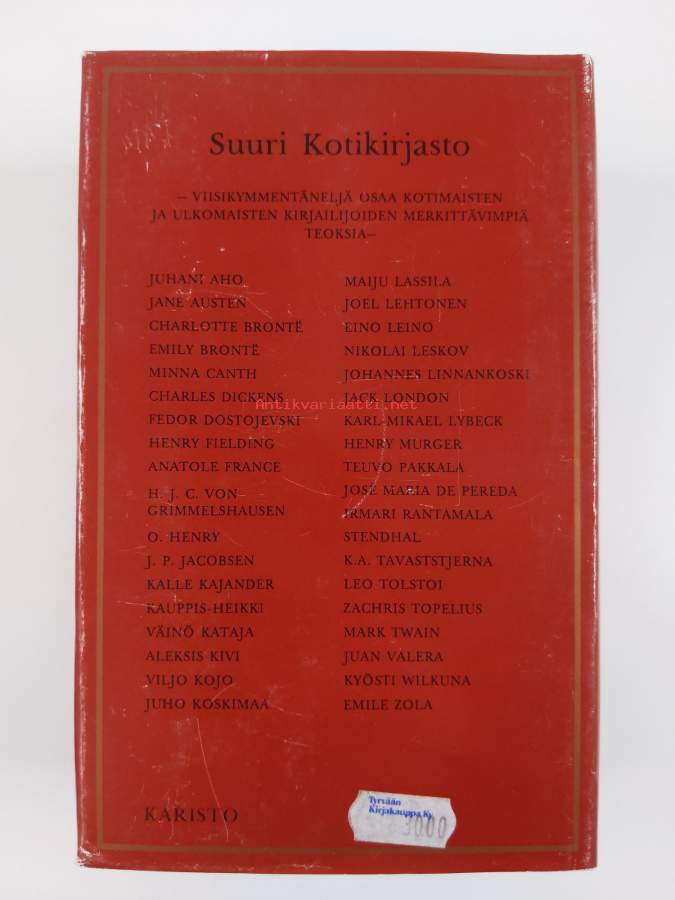 Suuri Kotikirjasto
– VIISIKYMMENTÄNELJÄ OSAA KOTIMAISTEN
JA ULKOMAISTEN KIRJAILIJOIDEN MERKITTÄVIMPIÄ
TEOKSIA–
JUHANI AHO
JANE AUSTEN
CHARLOTTE BRONTË
EMILY BRONTË
MINNA CANTH
CHARLES DICKENS
FEDOR DOSTOJEVSKI
HENRY FIELDING
ANATOLE FRANCE
H. J. C. VON
GRIMMELSHAUSEN
O. HENRY
J. P. JACOBSEN
KALLE KAJANDER
KAUPPIS-HEIKKI
VÄINÖ KATAJA
ALEKSIS KIVI
VILJO KOJO
JUHO KOSKIMAA
MAIJU LASSILA
JOEL LEHTONEN
EINO LEINO
NIKOLAI LESKOV
JOHANNES LINNANKOSKI
JACK LONDON
KARL-MIKAEL LYBECK
HENRY MURGER
TEUVO PAKKALA
JOSE MARIA DE PEREDA
IRMARI RANTAMALA
STENDHAL
K.A. TAVASTSTJERNA
LEO TOLSTOI
ZACHRIS TOPELIUS
MARK TWAIN
JUAN VALERA
KYÖSTI WILKUNA
EMILE ZOLA
Antikvariaatti.net
KARISTO
Tyrvään
Kirjakauppa Ky
3000